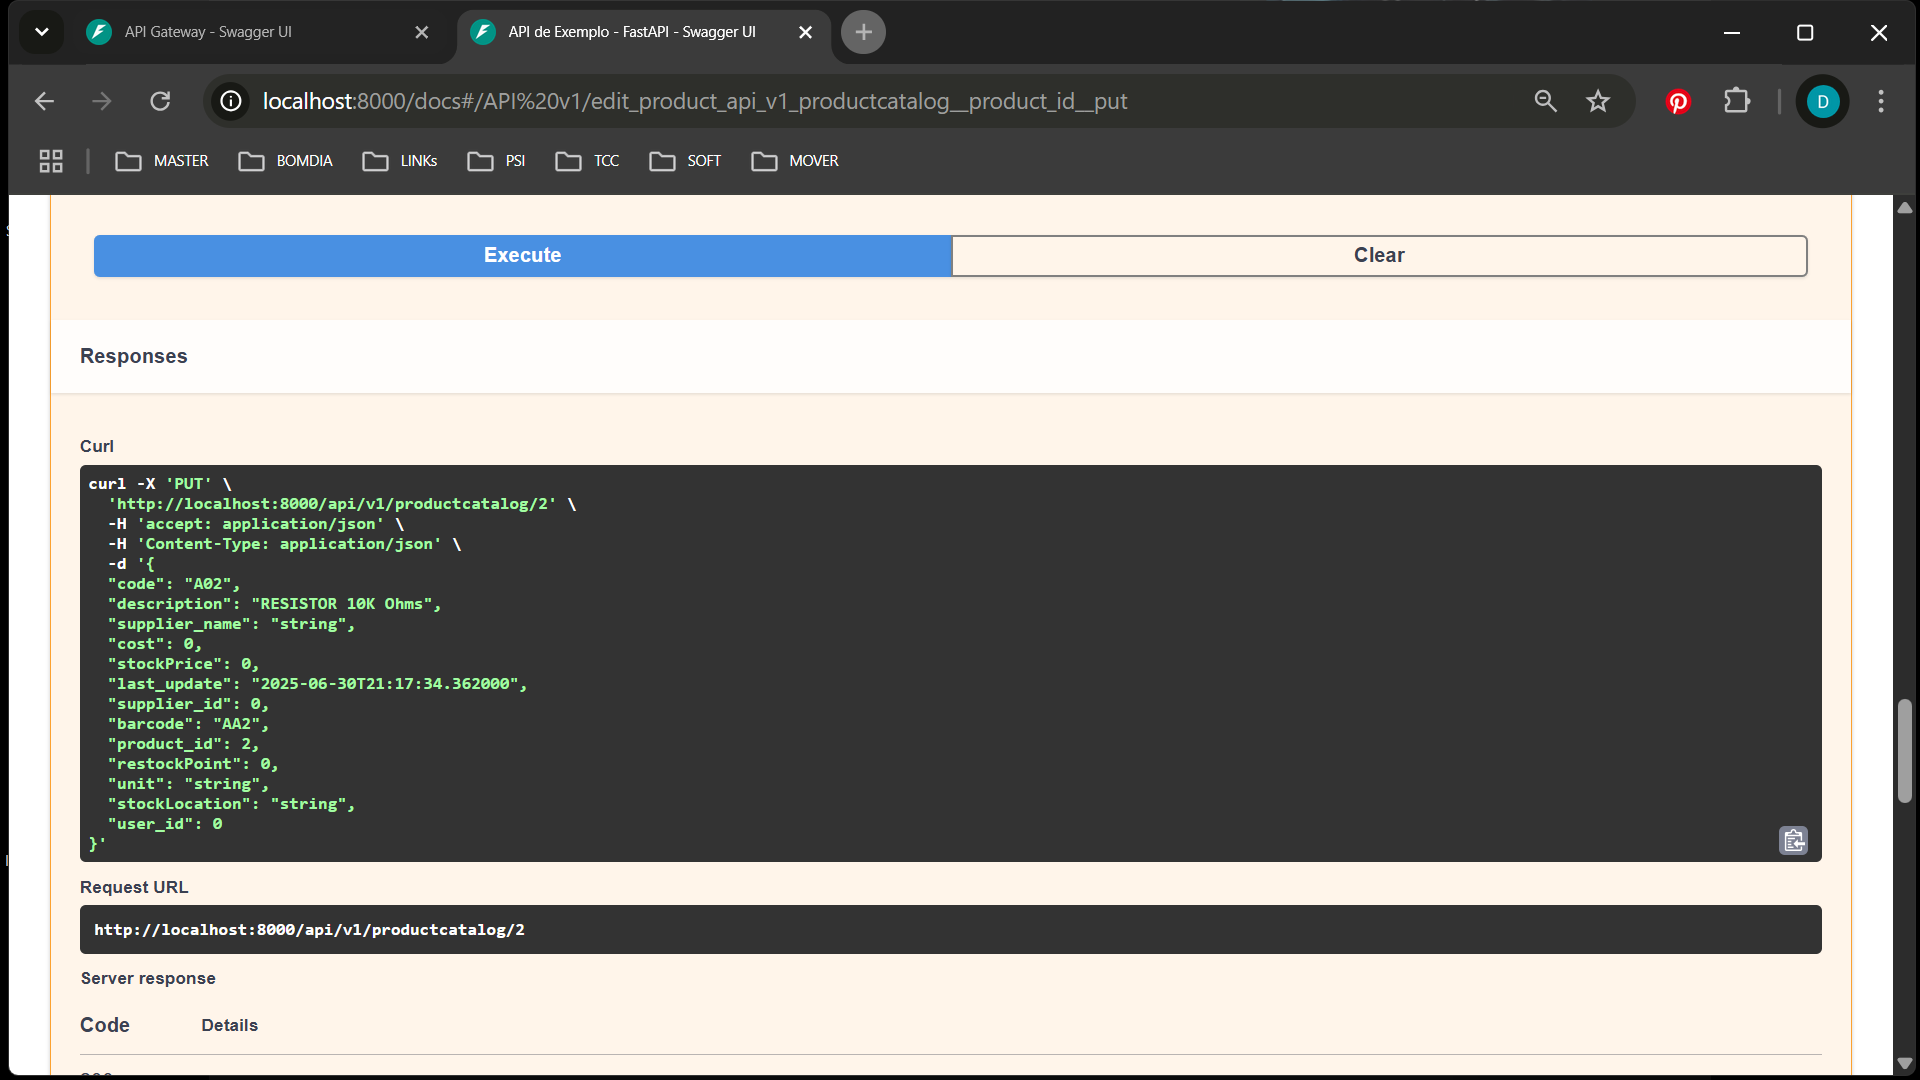 API Gateway - Swagger UI
API de Exemplo - FastAPI - Swagger UI
localhost:8000/docs#/API%20v1/edit_product_api_v1_productcatalog__product_id__put
D
MASTER
BOMDIA
LINKs
PSI
TCC
SOFT
MOVER
Execute
Clear
Responses
Curl
curl -X 'PUT' \
'http://localhost:8000/api/v1/productcatalog/2' \
-H 'accept: application/json' \
-H 'Content-Type: application/json' \
-d '{
"code": "A02",
"description": "RESISTOR 10K Ohms",
"supplier_name": "string",
"cost": 0,
"stockPrice": 0,
"last_update": "2025-06-30T21:17:34.362000",
"supplier_id": 0,
"barcode": "AA2",
"product_id": 2,
"restockPoint": 0,
"unit": "string",
"stockLocation": "string",
"user_id": 0
}'
Request URL
http://localhost:8000/api/v1/productcatalog/2
Server response
Code
Details